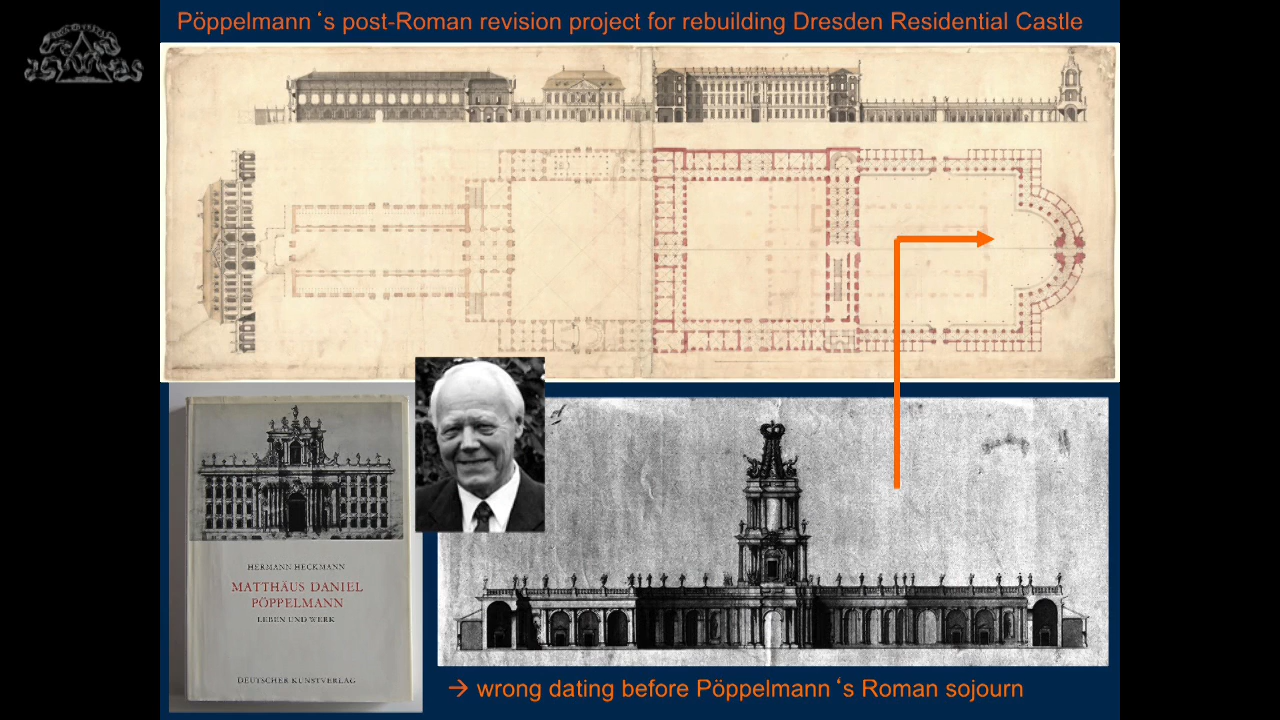 Pöppelmann‘s post-Roman revision project for rebuilding Dresden Residential Castle
HERMANN HECKMANN
MATTHÄUS DANIEL
PÖPPELMANN
LEBEN UND WERK
DEUTSCHER KUNSTVERLAG
→ wrong dating before Pöppelmann‘s Roman sojourn